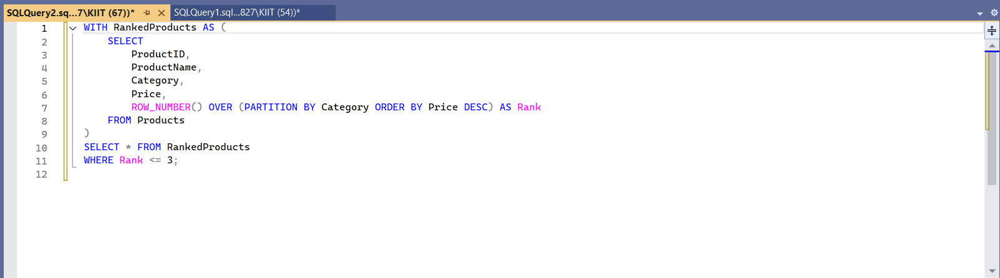 SQLQuery2.sq...7\KIIT (67))* SQLQuery1.sql...827\KIIT (54))*
1 WITH RankedProducts AS (
2 SELECT
3 ProductID,
4 ProductName,
5 Category,
6 Price,
7 ROW_NUMBER() OVER (PARTITION BY Category ORDER BY Price DESC) AS Rank
8 FROM Products
9 )
10 SELECT * FROM RankedProducts
11 WHERE Rank <= 3;
12